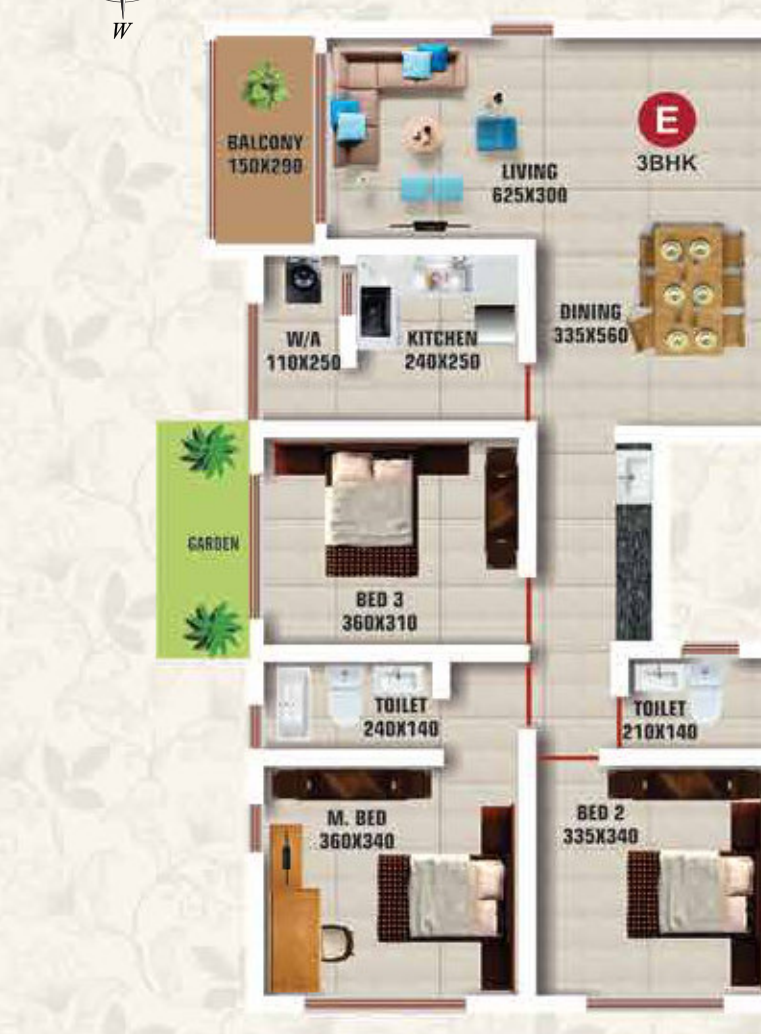 W
BALCONY
150X290
LIVING
625X300
E
3BHK
DINING
335X560
W/A
110X250
KITCHEN
240X250
GARDEN
BED 3
360X310
TOILET
240X140
TOILET
210X140
M. BED
360X340
BED 2
335X340